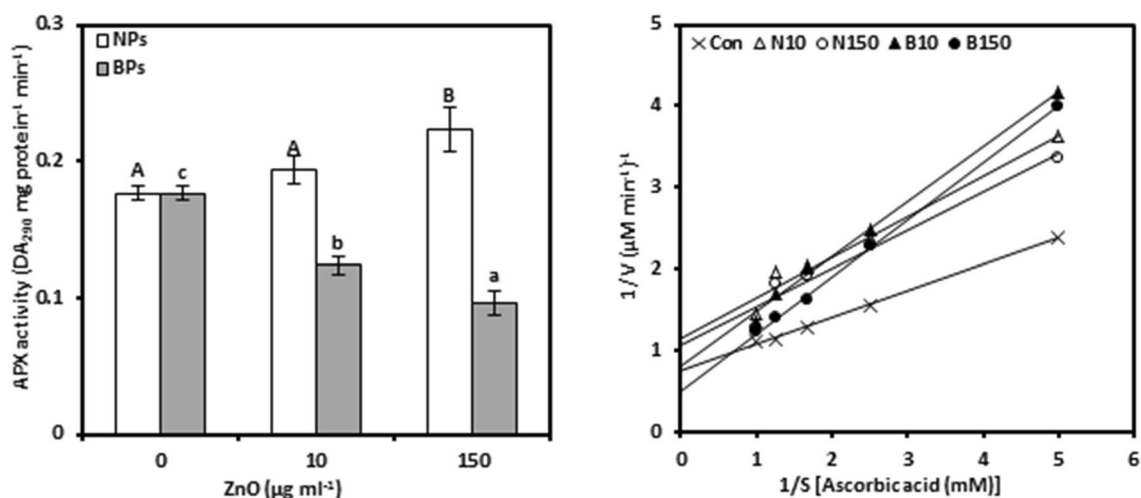 APX activity (DA₂₉₀ mg protein⁻¹ min⁻¹)
0.3
0.2
0.1
0
NPs
BPs
A
c
A
b
B
a
0
10
150
ZnO (µg ml⁻¹)
1/V (µM min⁻¹)⁻¹
5
4
3
2
1
0
Con
N10
N150
B10
B150
0
1
2
3
4
5
6
1/S [Ascorbic acid (mM)]